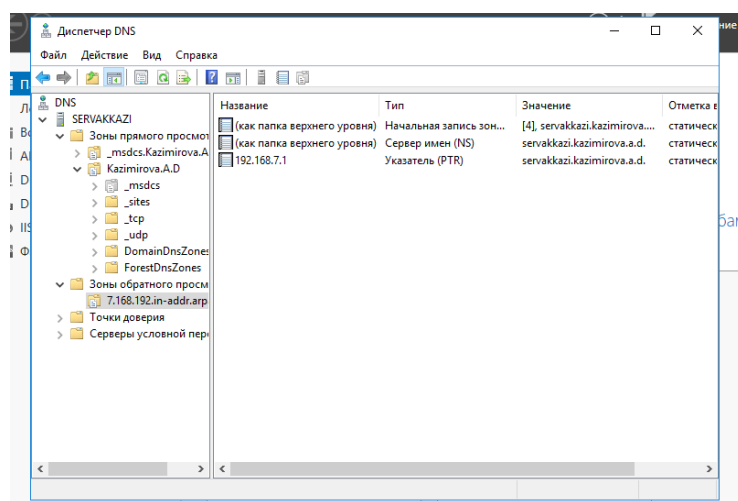 Диспетчер DNS
Файл Действие Вид Справка
DNS
SERVAKKAZI
Зоны прямого просмот
_msdcs.Kazimirova.A
Kazimirova.A.D
_msdcs
_sites
_tcp
_udp
DomainDnsZones
ForestDnsZones
Зоны обратного просм
7.168.192.in-addr.arp
Точки доверия
Серверы условной пер
Название Тип Значение Отметка в
(как папка верхнего уровня) Начальная запись зон... [4], servakkazi.kazimirova....  статическ
(как папка верхнего уровня) Сервер имен (NS) servakkazi.kazimirova.a.d. статическ
192.168.7.1 Указатель (PTR) servakkazi.kazimirova.a.d. статическ